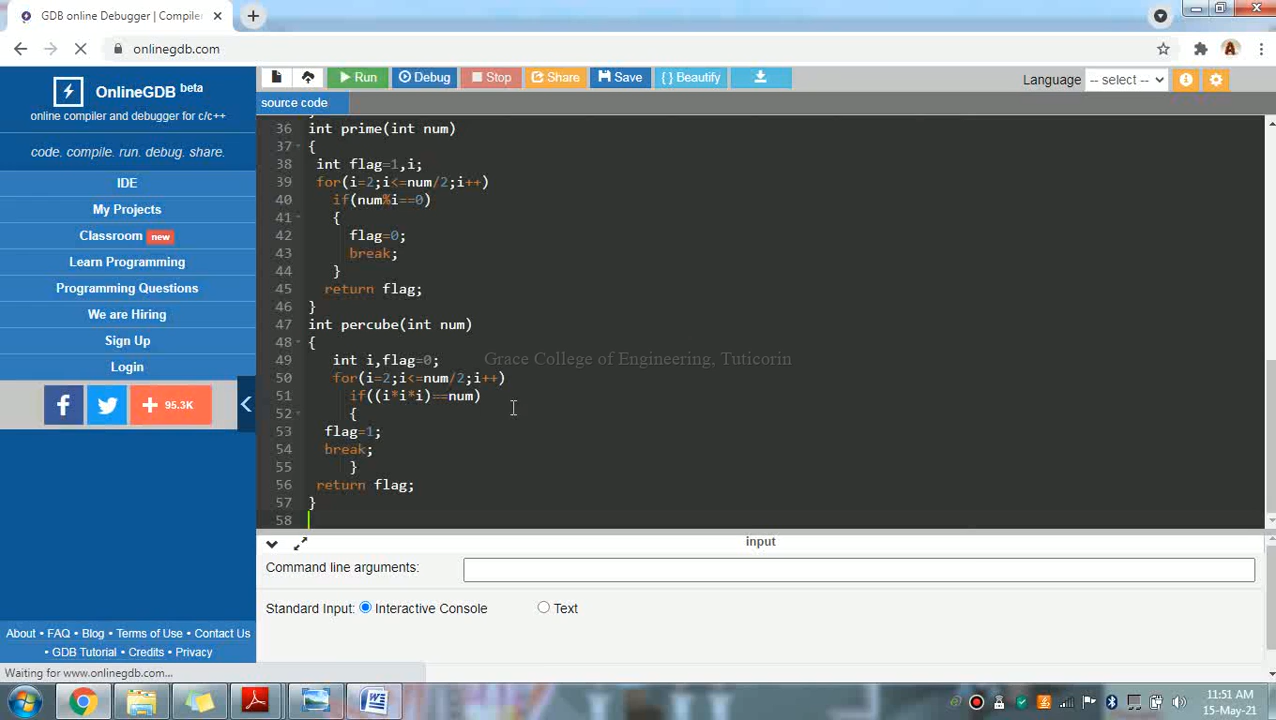 GDB online Debugger | Compiler
onlinegdb.com
OnlineGDB beta
online compiler and debugger for c/c++
code. compile. run. debug. share.
IDE
My Projects
Classroom new
Learn Programming
Programming Questions
We are Hiring
Sign Up
Login
95.3K
About • FAQ • Blog • Terms of Use • Contact Us
• GDB Tutorial • Credits • Privacy
Run Debug Stop Share Save { } Beautify
Language -- select --
source code
36 int prime(int num)
37 {
38 int flag=1,i;
39 for(i=2;i<=num/2;i++)
40 if(num%i==0)
41 {
42 flag=0;
43 break;
44 }
45 return flag;
46 }
47 int percube(int num)
48 {
49 int i,flag=0;
50 for(i=2;i<=num/2;i++)
51 if((i*i*i)==num)
52 {
53 flag=1;
54 break;
55 }
56 return flag;
57 }
58
Grace College of Engineering, Tuticorin
input
Command line arguments:
Standard Input: Interactive Console Text
Waiting for www.onlinegdb.com...
11:51 AM
15-May-21